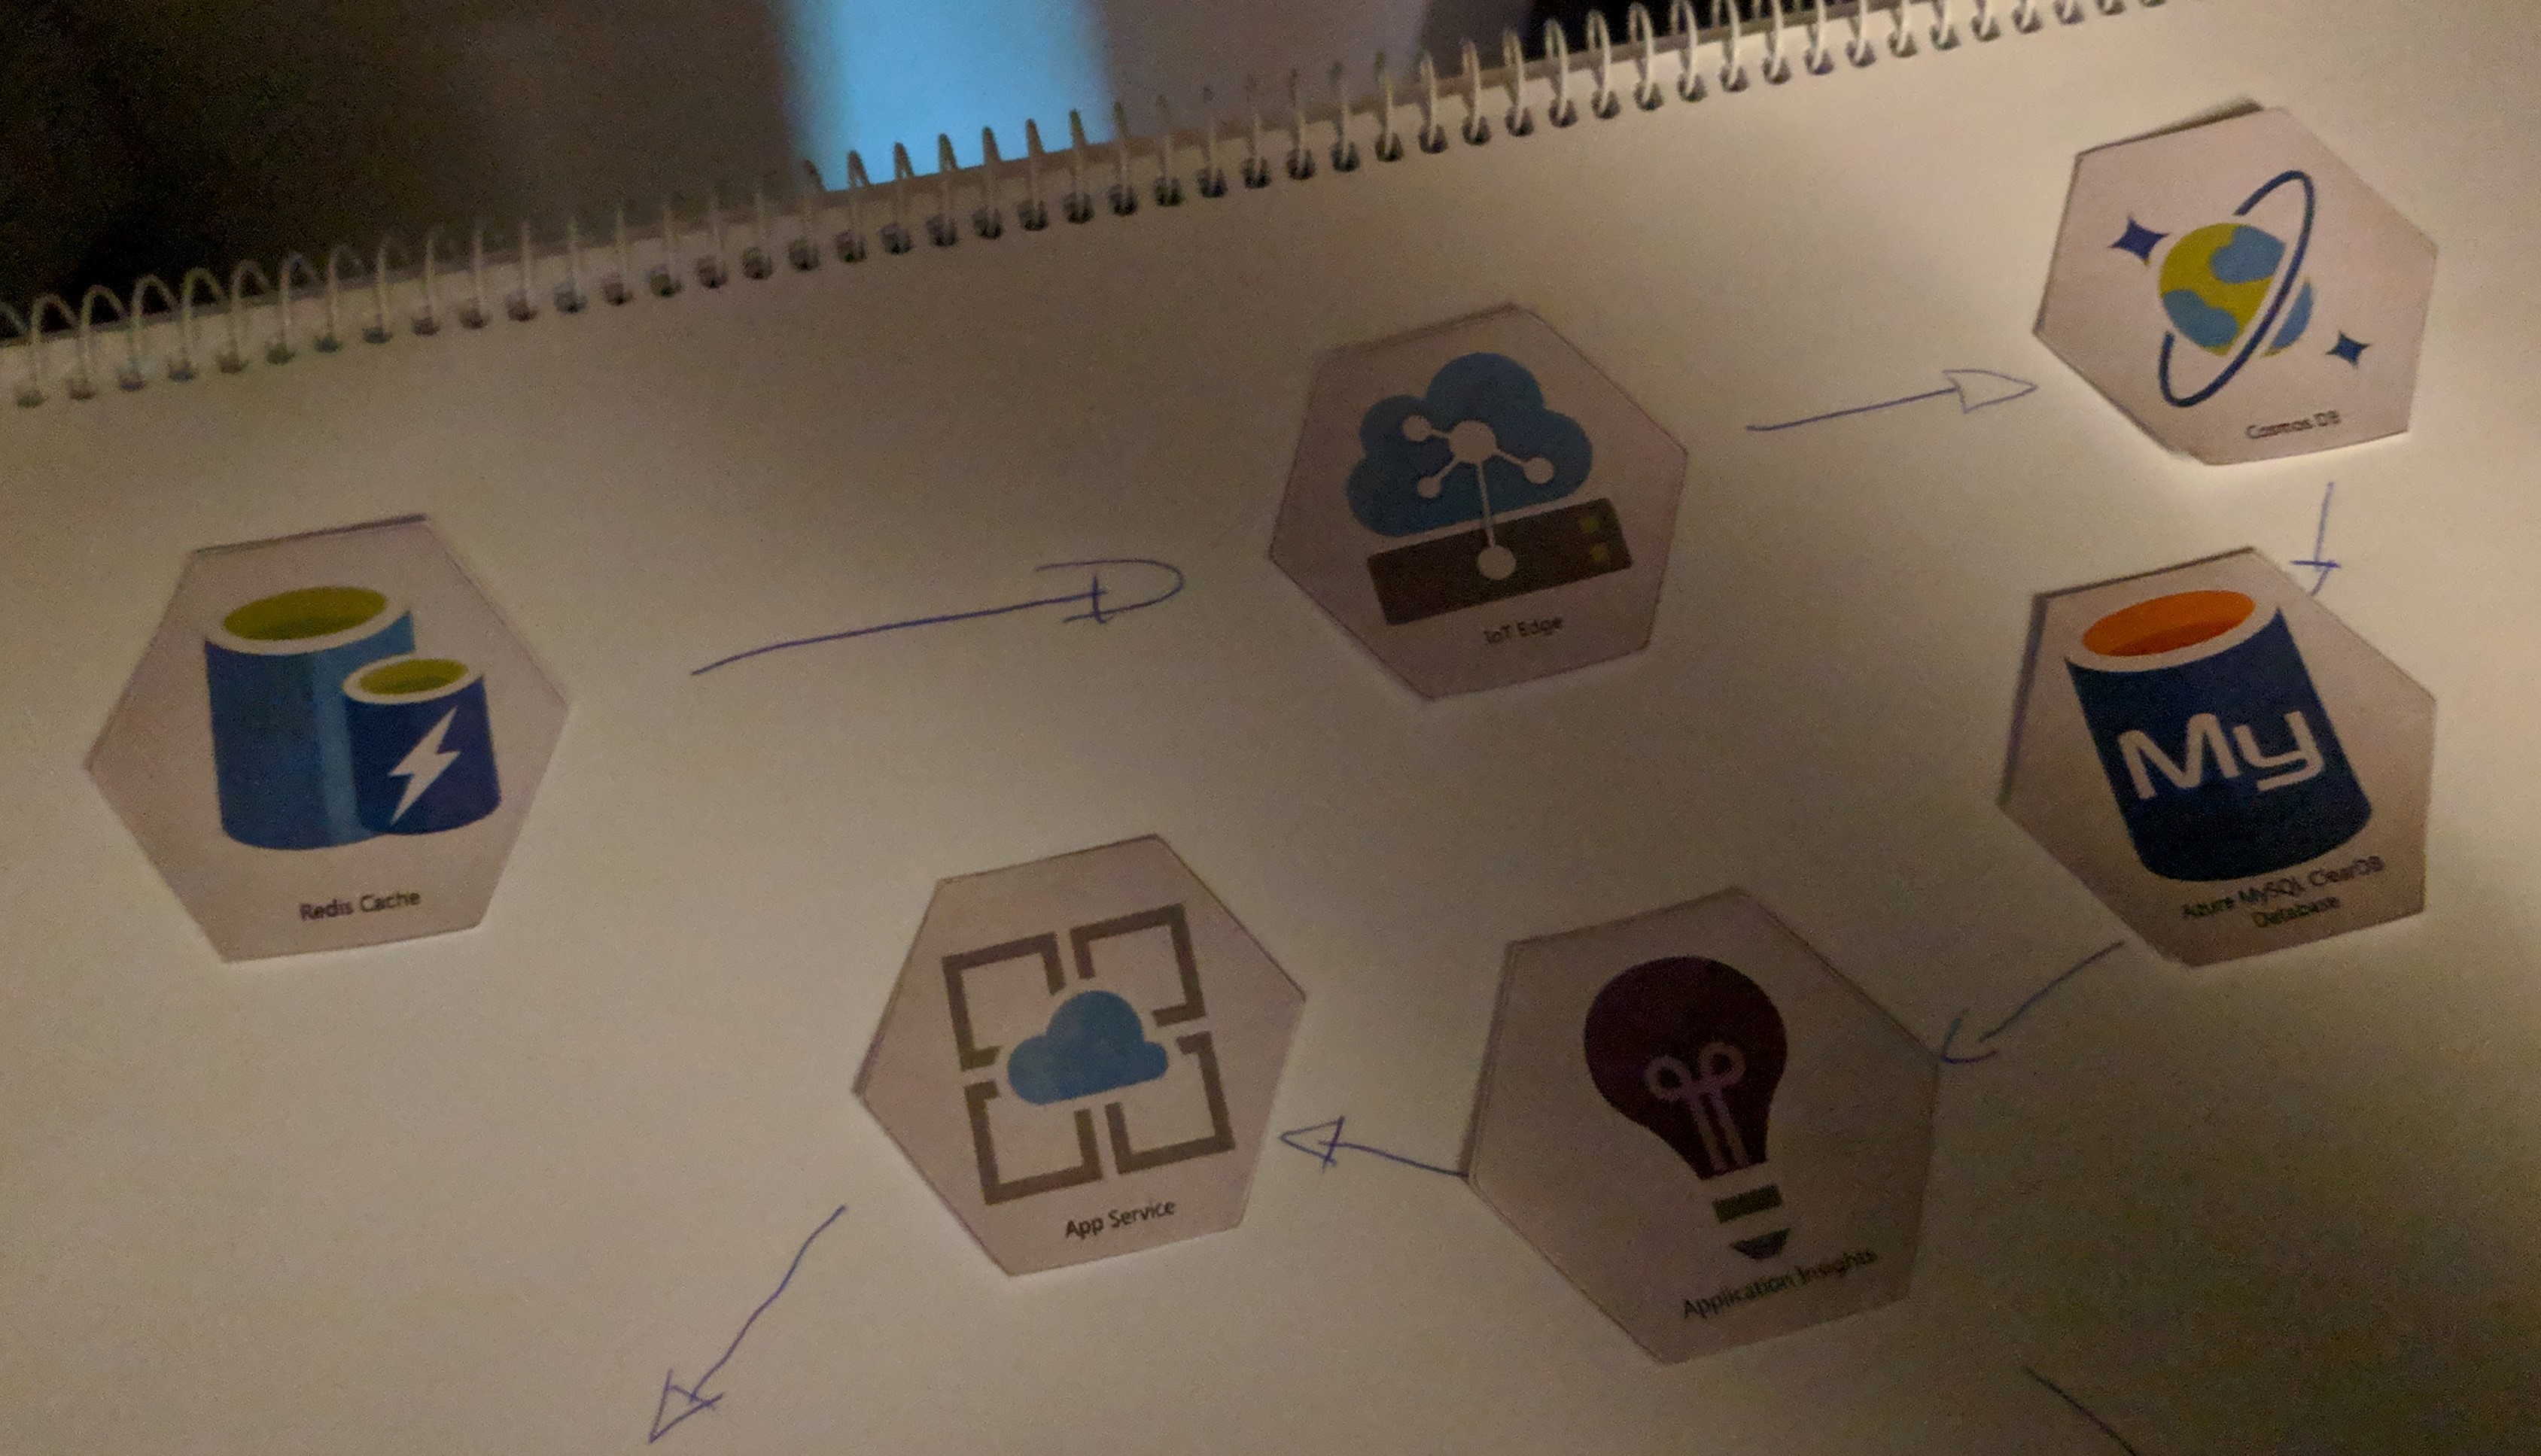 Cosmos DB
IoT Edge
My
Redis Cache
Azure MySQL ClearDB
Database
App Service
Application Insights